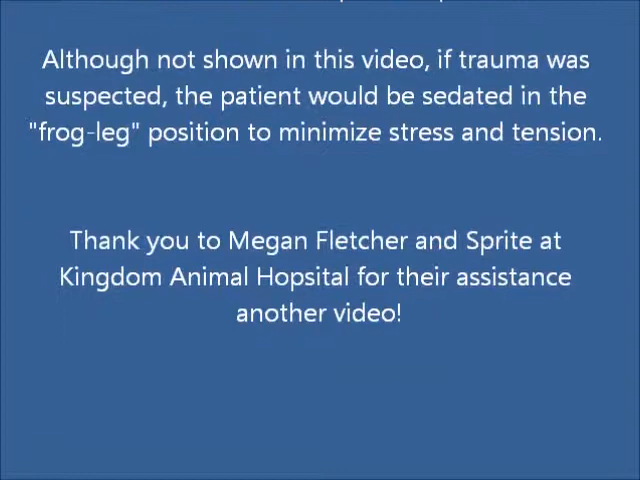 Although not shown in this video, if trauma was
suspected, the patient would be sedated in the
"frog-leg" position to minimize stress and tension.
Thank you to Megan Fletcher and Sprite at
Kingdom Animal Hopsital for their assistance
another video!